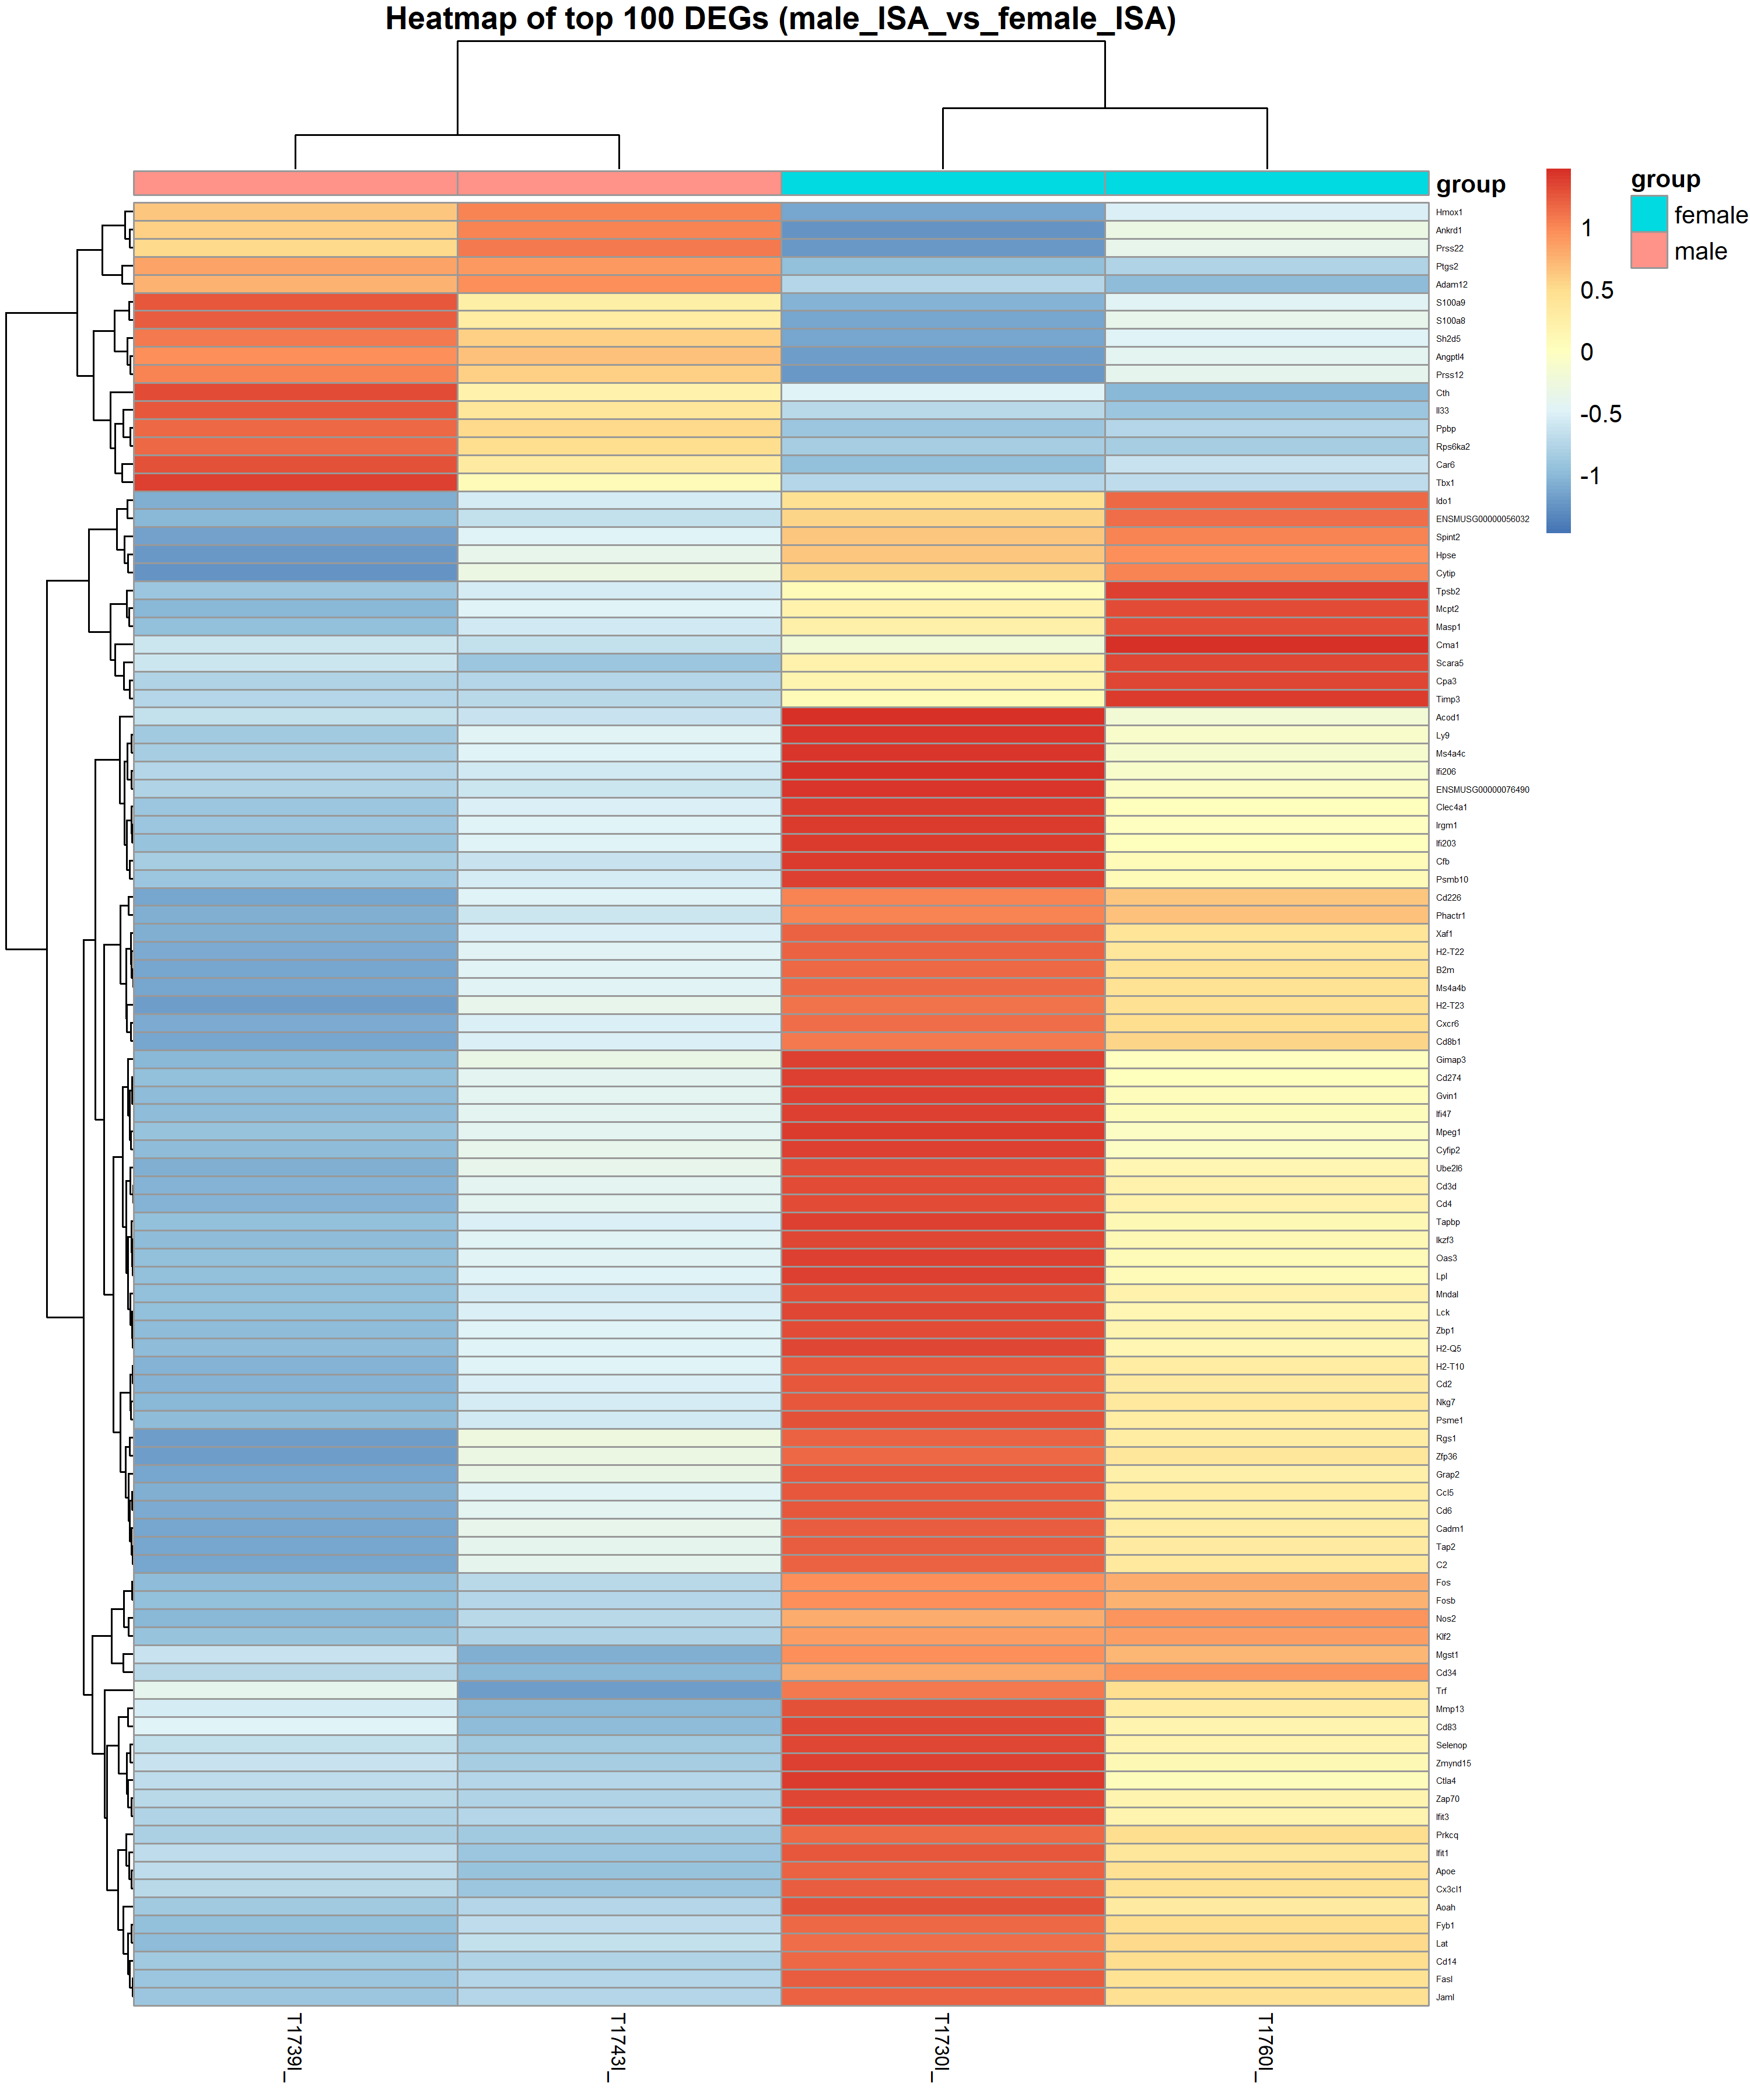 Heatmap of top 100 DEGs (male_ISA_vs_female_ISA)
group
Hmox1
Ankrd1
Prss22
Ptgs2
Adam12
S100a9
S100a8
Sh2d5
Angptl4
Prss12
Cth
Il33
Ppbp
Rps6ka2
Car6
Tbx1
Ido1
ENSMUSG00000056032
Spint2
Hpse
Cytip
Tpsb2
Mcpt2
Masp1
Cma1
Scara5
Cpa3
Timp3
Acod1
Ly9
Ms4a4c
Ifi206
ENSMUSG00000076490
Clec4a1
Irgm1
Ifi203
Cfb
Psmb10
Cd226
Phactr1
Xaf1
H2-T22
B2m
Ms4a4b
H2-T23
Cxcr6
Cd8b1
Gimap3
Cd274
Gvin1
Ifi47
Mpeg1
Cyfip2
Ube2l6
Cd3d
Cd4
Tapbp
Ikzf3
Oas3
Lpl
Mndal
Lck
Zbp1
H2-Q5
H2-T10
Cd2
Nkg7
Psme1
Rgs1
Zfp36
Grap2
Ccl5
Cd6
Cadm1
Tap2
C2
Fos
Fosb
Nos2
Klf2
Mgst1
Cd34
Trf
Mmp13
Cd83
Selenop
Zmynd15
Ctla4
Zap70
Ifit3
Prkcq
Ifit1
Apoe
Cx3cl1
Aoah
Fyb1
Lat
Cd14
Fasl
Jaml
T1739I_
T1743I_
T1730I_
T1760I_
1
0.5
0
-0.5
-1
group
female
male